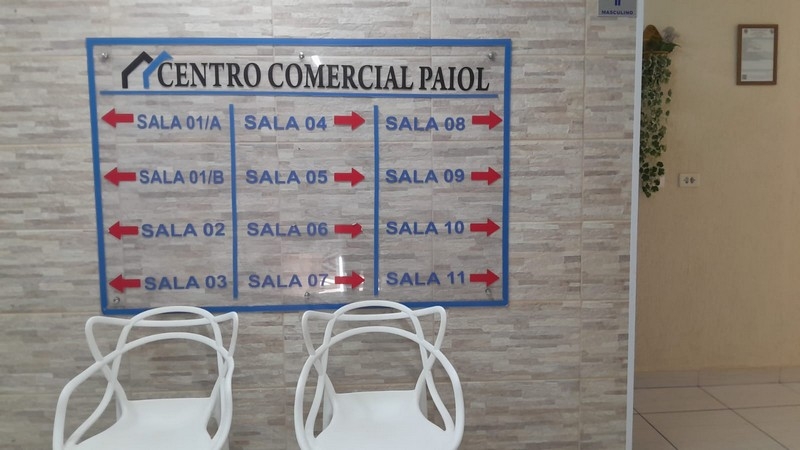 MASCULINO
CENTRO COMERCIAL PAIOL
SALA 01/A
SALA 01/B
SALA 02
SALA 03
SALA 04
SALA 05
SALA 06
SALA 07
SALA 08
SALA 09
SALA 10
SALA 11